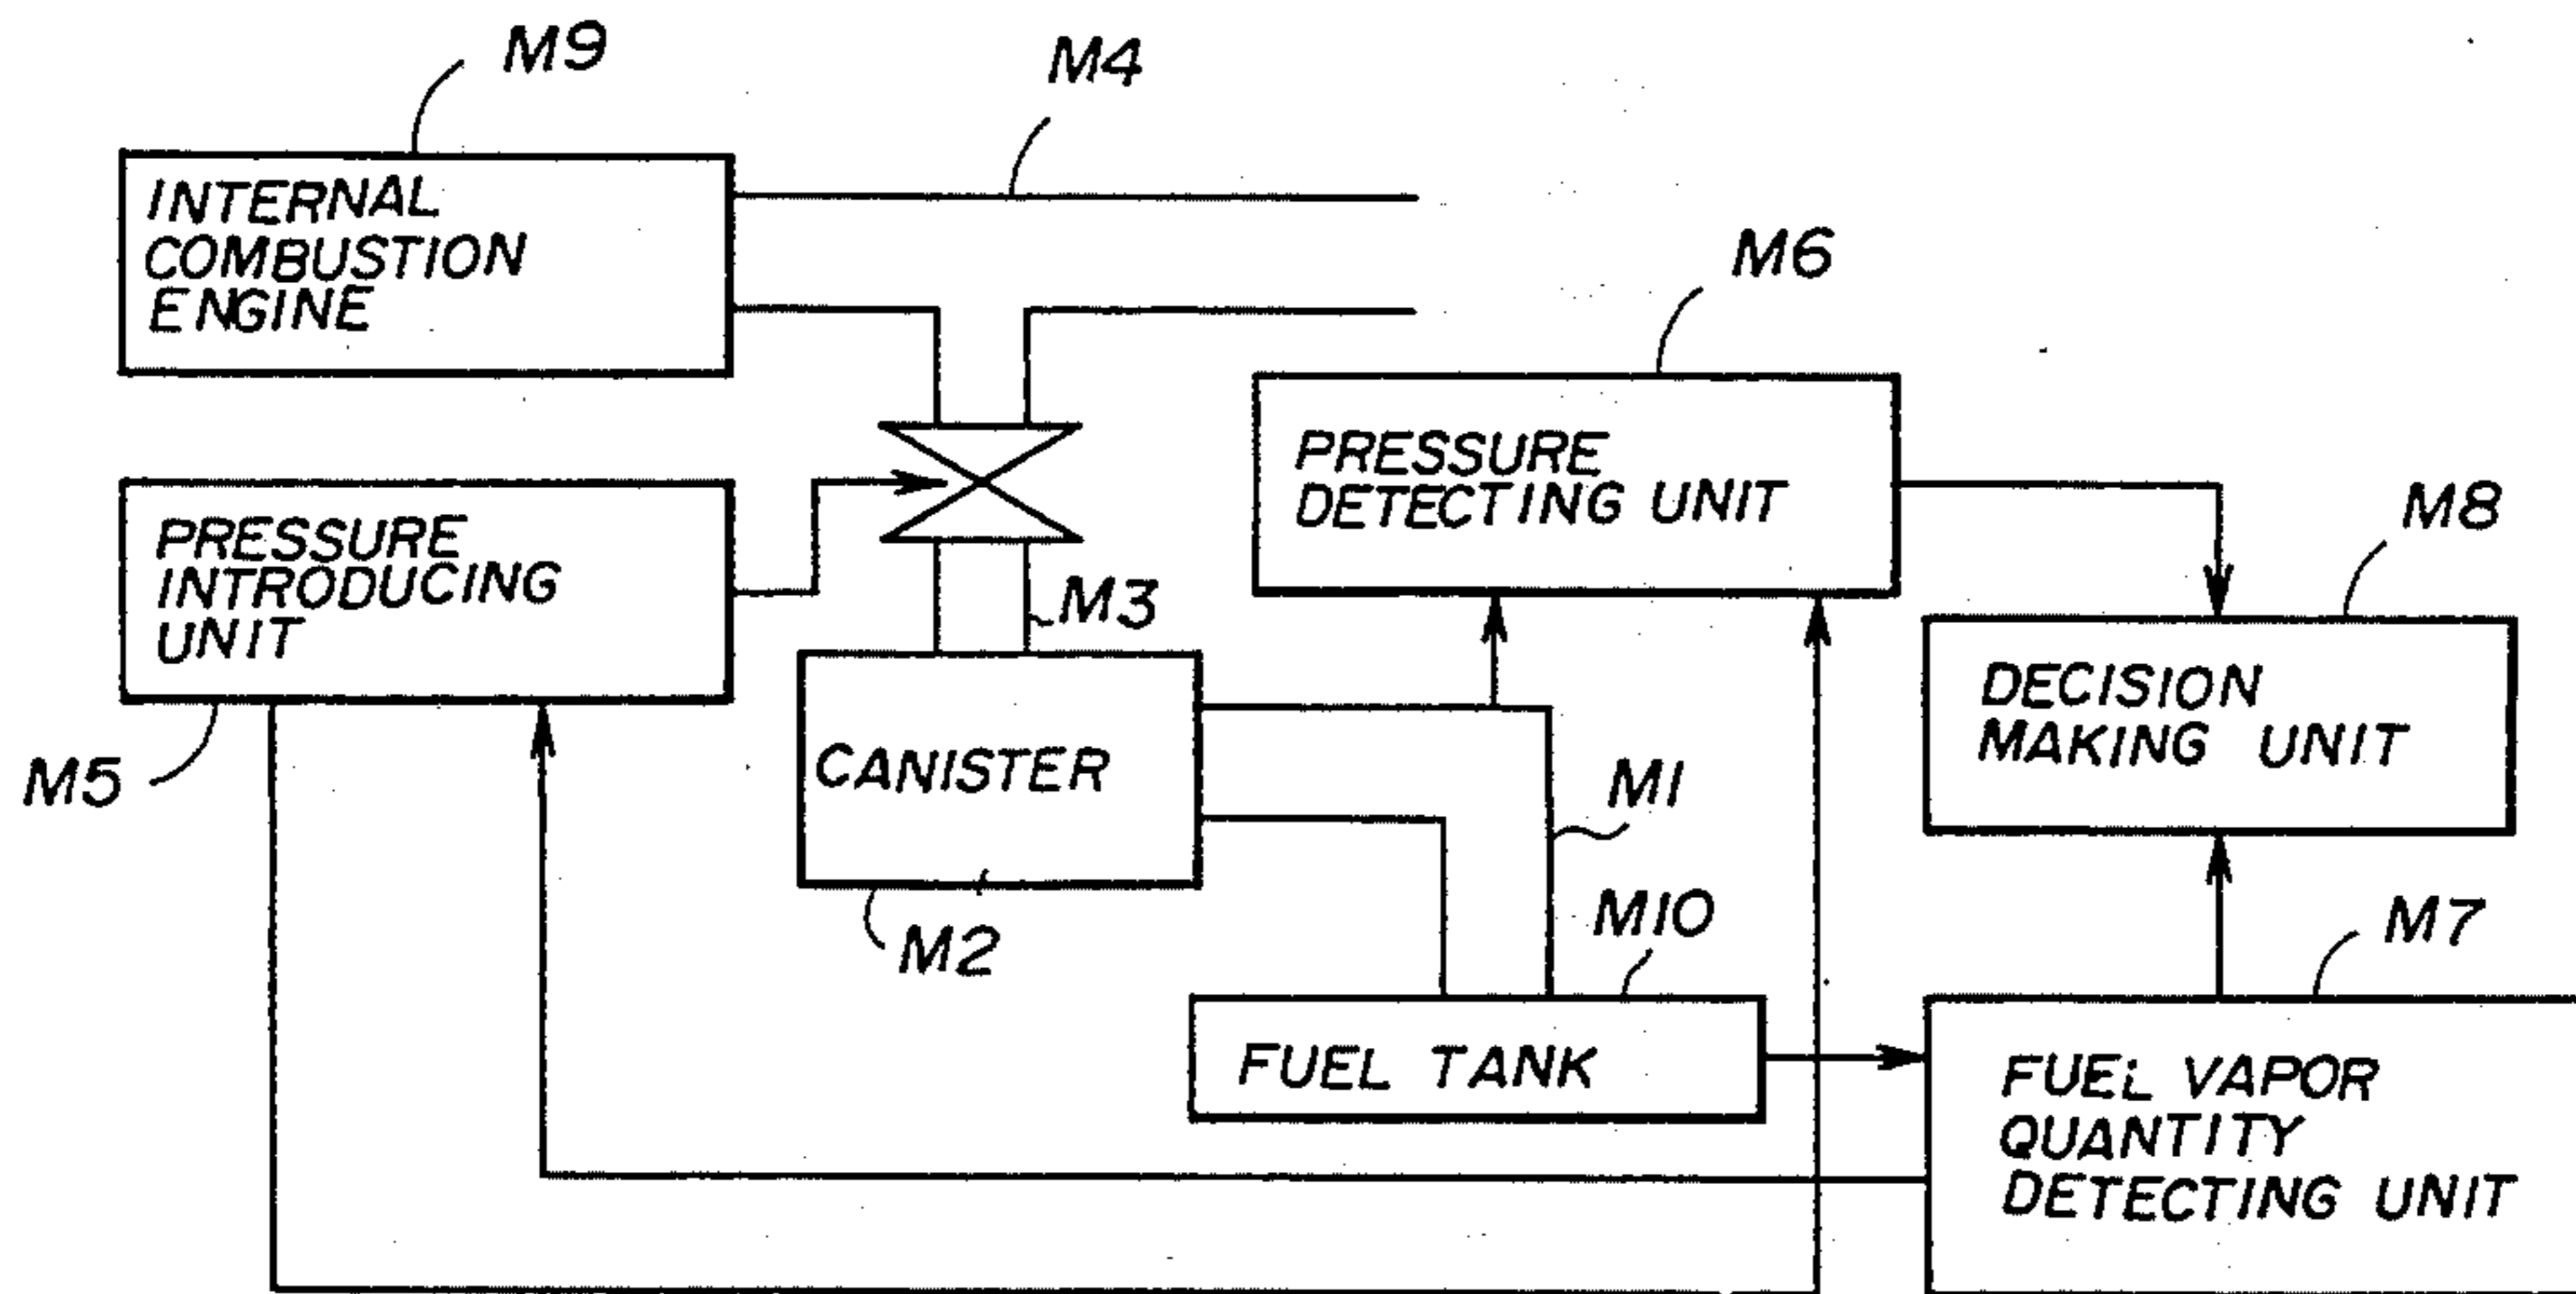 M9
M4
INTERNAL
COMBUSTION
ENGINE
M6
PRESSURE
DETECTING UNIT
M8
PRESSURE
INTRODUCING
UNIT
M3
DECISION
MAKING UNIT
M5
CANISTER
M1
M2
M10
M7
FUEL TANK
FUEL VAPOR
QUANTITY
DETECTING UNIT